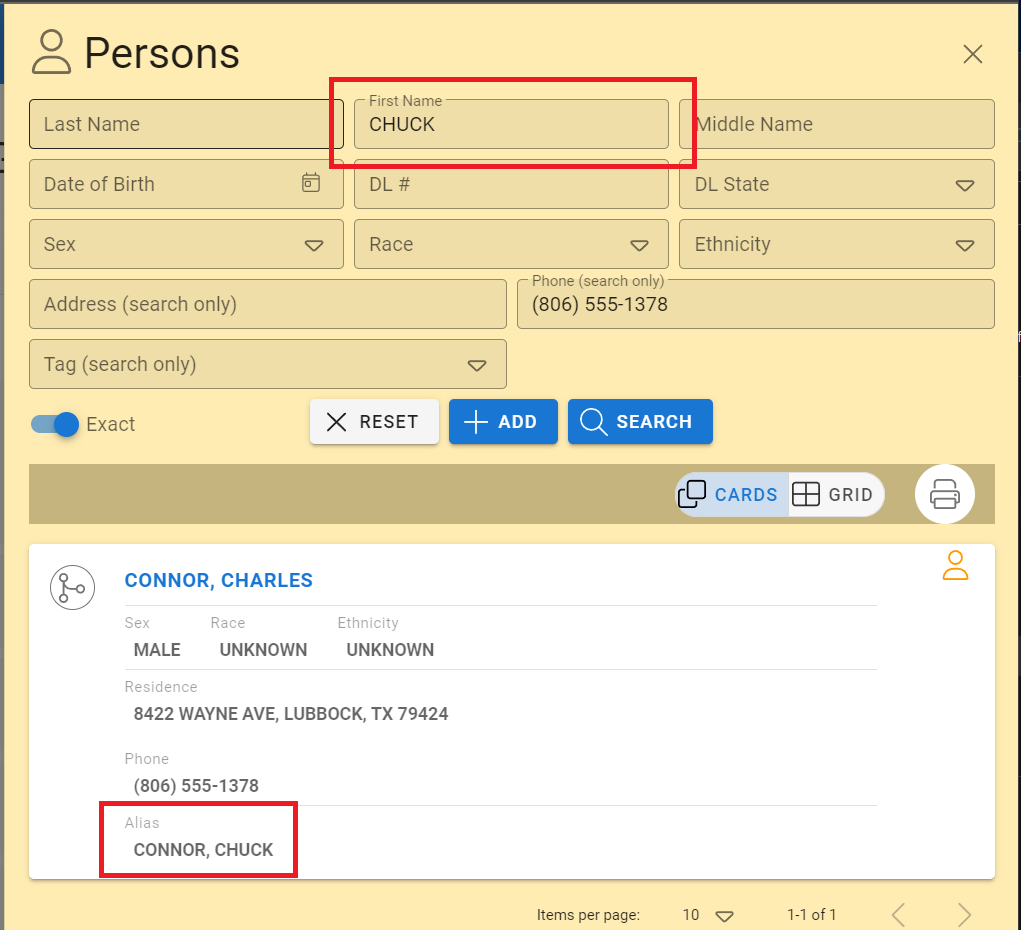 Persons
Last Name
First Name
CHUCK
Middle Name
Date of Birth
DL #
DL State
Sex
Race
Ethnicity
Address (search only)
Phone (search only)
(806) 555-1378
Tag (search only)
Exact
RESET
ADD
SEARCH
CARDS
GRID
CONNOR, CHARLES
Sex Race Ethnicity
MALE UNKNOWN UNKNOWN
Residence
8422 WAYNE AVE, LUBBOCK, TX 79424
Phone
(806) 555-1378
Alias
CONNOR, CHUCK
Items per page: 10 1-1 of 1